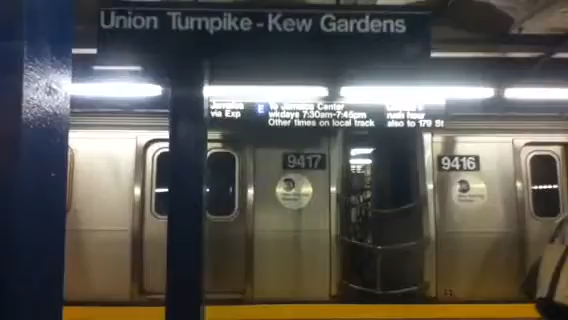 Union Turnpike - Kew Gardens
Jamaica
via Exp
E to Jamaica Center
wkdays 7:30am-7:45pm
Other times on local track
rush hour
also to 179 St
9417
9416